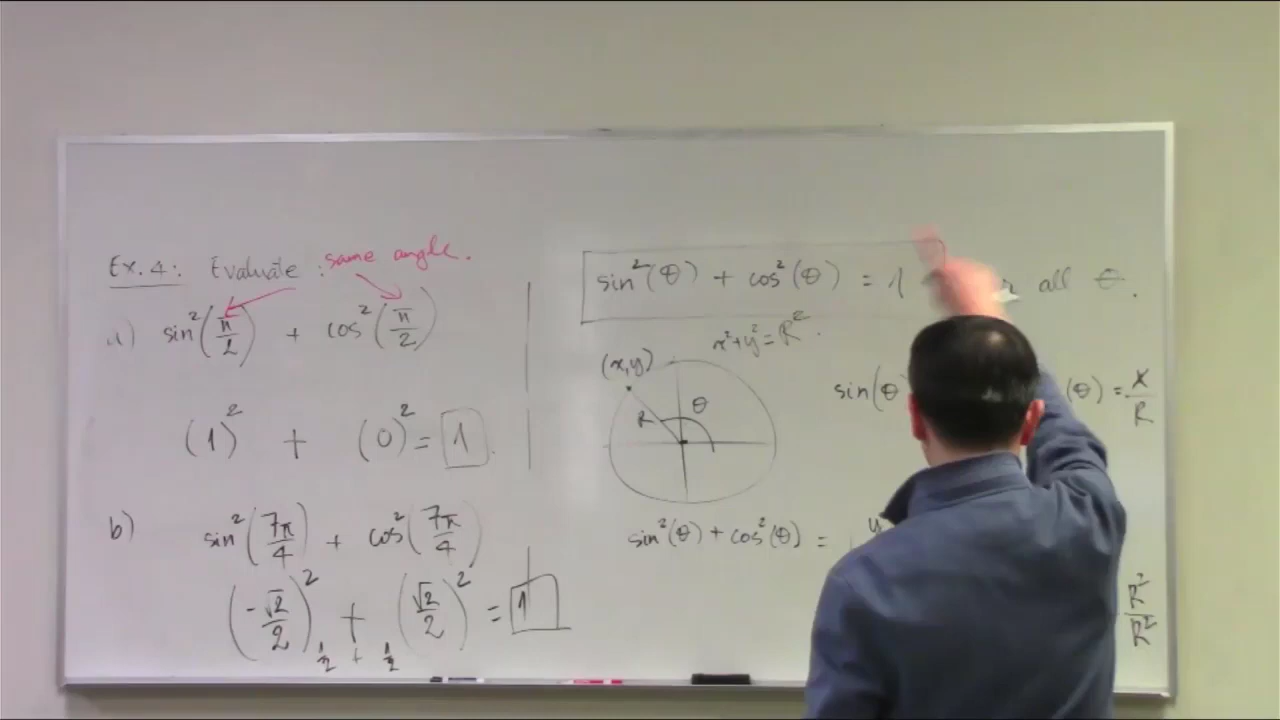 Ex. 4: Evaluate : same angle.
a) sin²(π/2) + cos²(π/2)
(1)² + (0)² = 1
b) sin²(7π/4) + cos²(7π/4)
(-√2/2)² + (√2/2)² = 1
1/2 + 1/2
sin²(θ) + cos²(θ) = 1 all θ.
x²+y²=R².
(x,y)
R θ
sin(θ (θ) = x/R
sin²(θ) + cos²(θ) = y
R²/R²